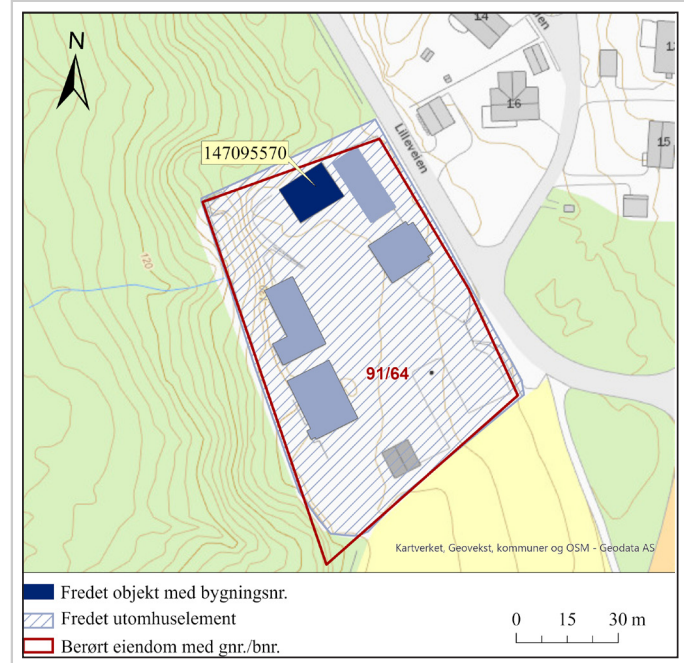 N
14
147095570
Lilleveien
16
15
120
91/64
Kartverket, Geovekst, kommuner og OSM - Geodata AS
Fredet objekt med bygningsnr.
Fredet utomhuselement
0 15 30 m
Berørt eiendom med gnr./bnr.